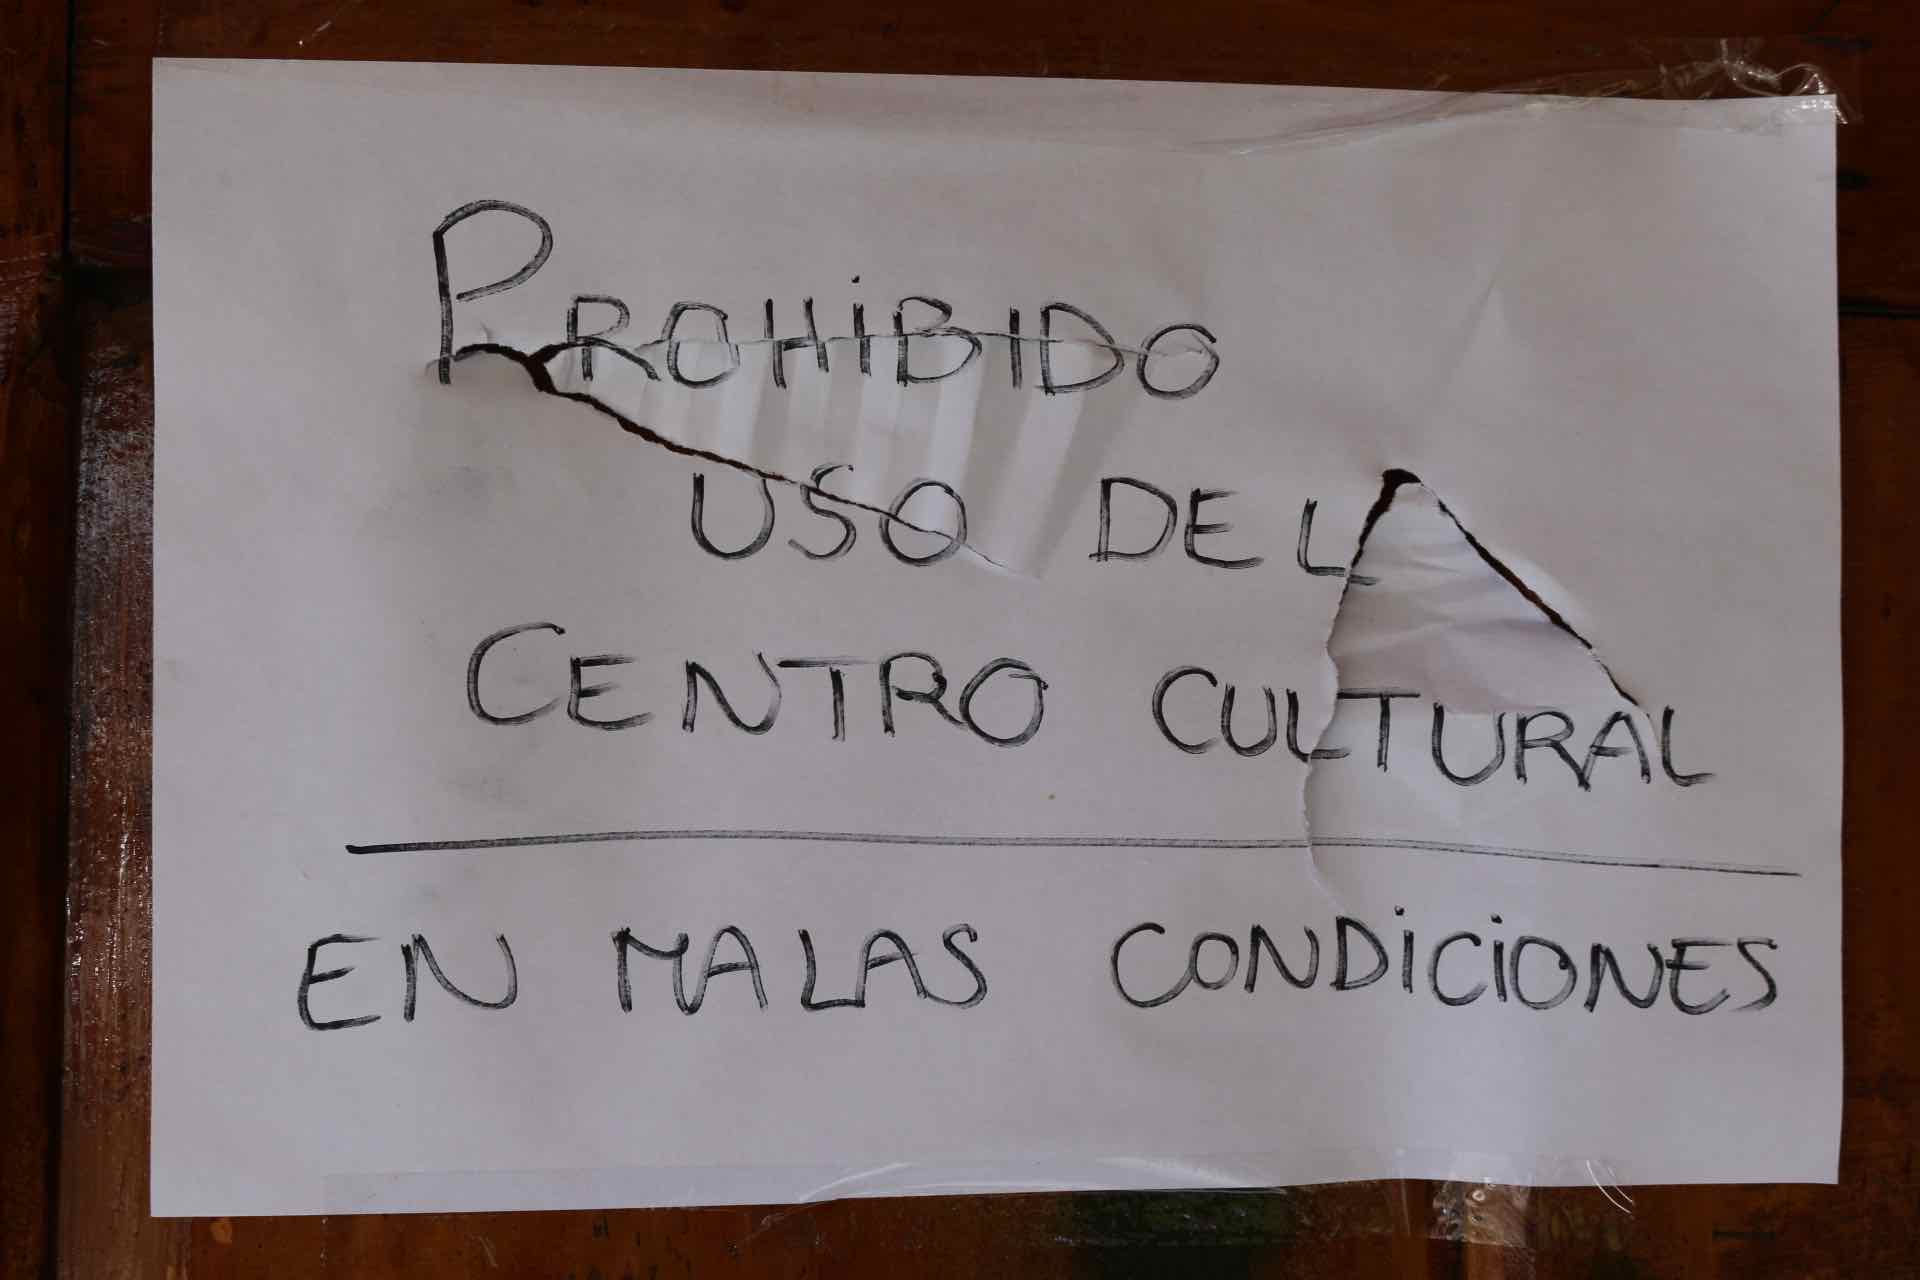 PROHiBIDO
USO DEL
CENTRO CULTURAL
EN MALAS CONDiCiONES